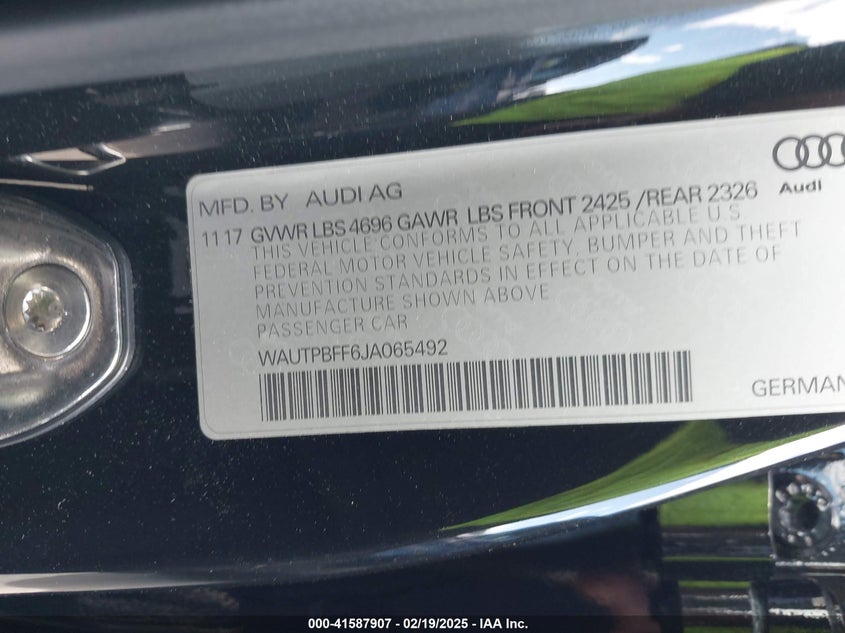 Audi
MFD. BY AUDI AG
11 17 GVWR LBS 4696 GAWR LBS FRONT 2425 /REAR 2326
THIS VEHICLE CONFORMS TO ALL APPLICABLE U.S.
FEDERAL MOTOR VEHICLE SAFETY, BUMPER AND THEFT
PREVENTION STANDARDS IN EFFECT ON THE DATE OF
MANUFACTURE SHOWN ABOVE
PASSENGER CAR
WAUTPBFF6JA065492
GERMAN
000-41587907 - 02/19/2025 - IAA Inc.